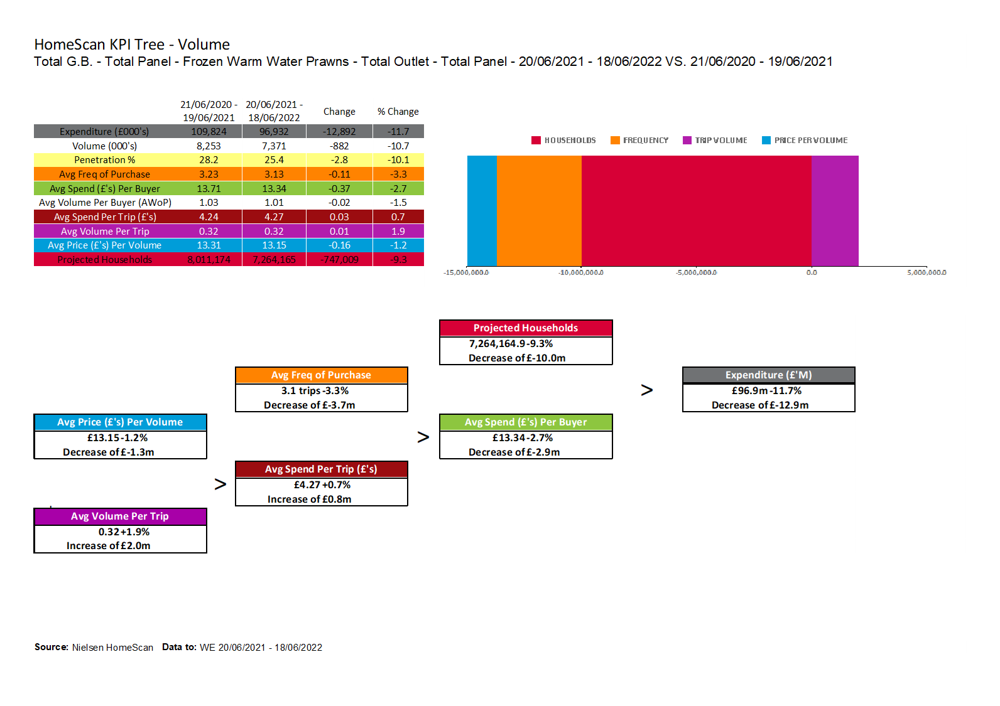 HomeScan KPI Tree - Volume
Total G.B. - Total Panel - Frozen Warm Water Prawns - Total Outlet - Total Panel - 20/06/2021 - 18/06/2022 VS. 21/06/2020 - 19/06/2021
21/06/2020 - 20/06/2021 -
19/06/2021 18/06/2022 Change % Change
Expenditure (£000's) 109,824 96,932 -12,892 -11.7
Volume (000's) 8,253 7,371 -882 -10.7
Penetration % 28.2 25.4 -2.8 -10.1
Avg Freq of Purchase 3.23 3.13 -0.11 -3.3
Avg Spend (£'s) Per Buyer 13.71 13.34 -0.37 -2.7
Avg Volume Per Buyer (AWoP) 1.03 1.01 -0.02 -1.5
Avg Spend Per Trip (£'s) 4.24 4.27 0.03 0.7
Avg Volume Per Trip 0.32 0.32 0.01 1.9
Avg Price (£'s) Per Volume 13.31 13.15 -0.16 -1.2
Projected Households 8,011,174 7,264,165 -747,009 -9.3
HOUSEHOLDS FREQUENCY TRIP VOLUME PRICE PER VOLUME
-15,000,000.0 -10,000,000.0 -5,000,000.0 0.0 5,000,000.0
Projected Households
7,264,164.9 -9.3%
Decrease of £-10.0m
Avg Freq of Purchase
3.1 trips -3.3%
Decrease of £-3.7m
>
Expenditure (£'M)
£96.9m -11.7%
Decrease of £-12.9m
Avg Price (£'s) Per Volume
£13.15 -1.2%
Decrease of £-1.3m
>
Avg Spend (£'s) Per Buyer
£13.34 -2.7%
Decrease of £-2.9m
>
Avg Spend Per Trip (£'s)
£4.27 +0.7%
Increase of £0.8m
Avg Volume Per Trip
0.32 +1.9%
Increase of £2.0m
Source: Nielsen HomeScan Data to: WE 20/06/2021 - 18/06/2022